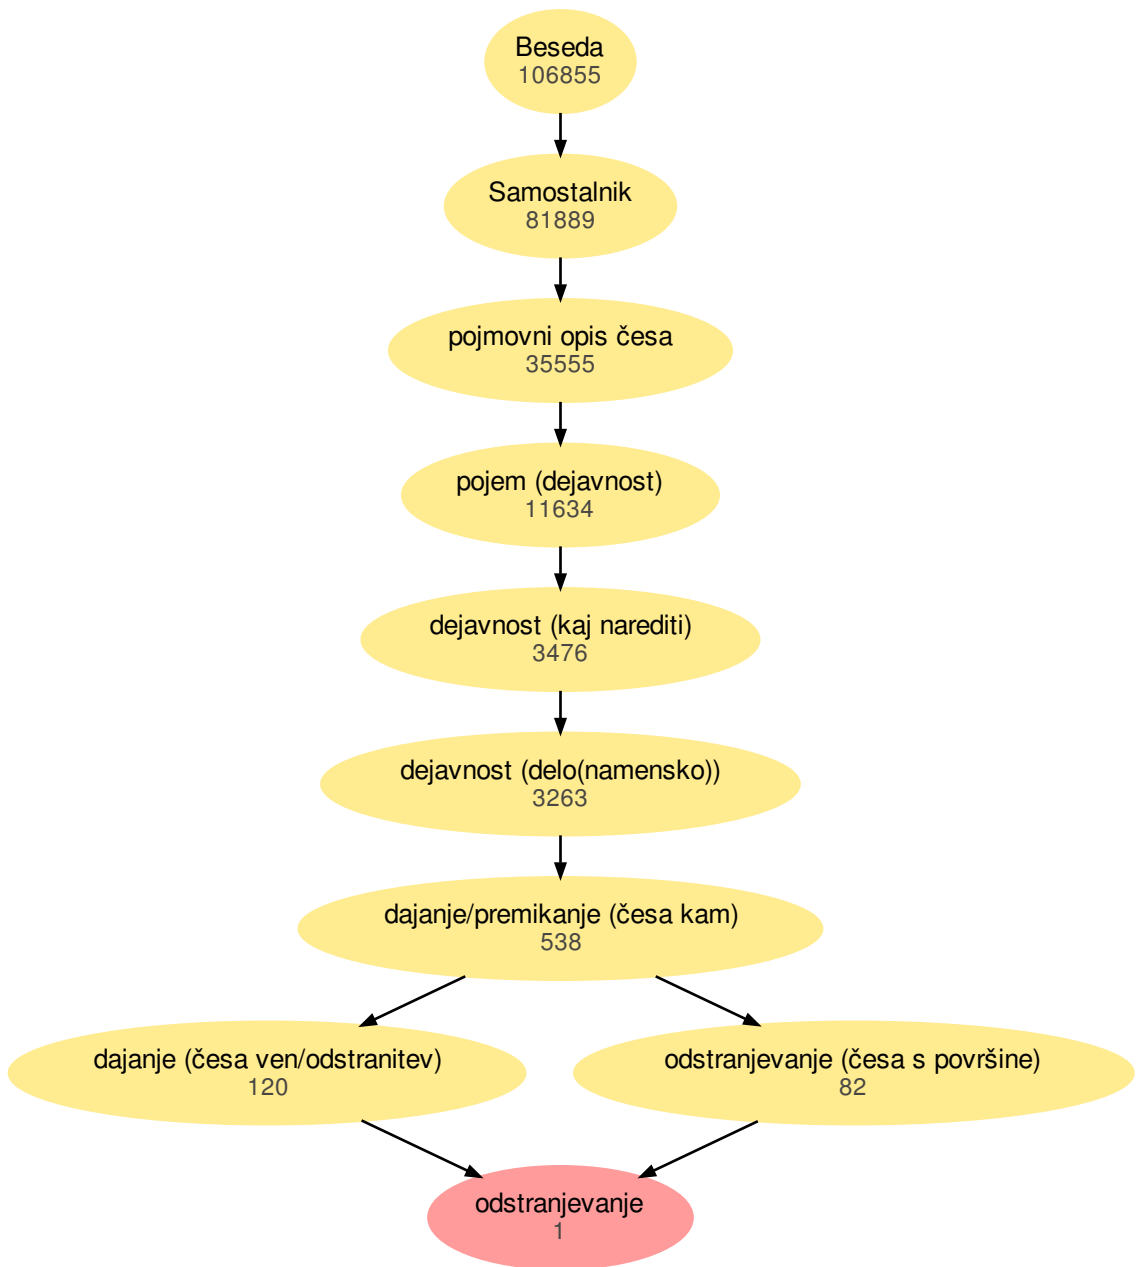 Beseda
106855
Samostalnik
81889
pojmovni opis česa
35555
pojem (dejavnost)
11634
dejavnost (kaj narediti)
3476
dejavnost (delo(namensko))
3263
dajanje/premikanje (česa kam)
538
dajanje (česa ven/odstranitev)
120
odstranjevanje (česa s površine)
82
odstranjevanje
1